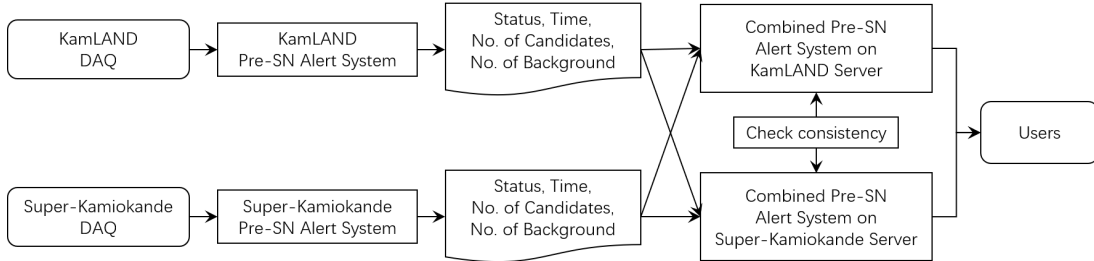 KamLAND
DAQ
KamLAND
Pre-SN Alert System
Status, Time,
No. of Candidates,
No. of Background
Combined Pre-SN
Alert System on
KamLAND Server
Check consistency
Users
Super-Kamiokande
DAQ
Super-Kamiokande
Pre-SN Alert System
Status, Time,
No. of Candidates,
No. of Background
Combined Pre-SN
Alert System on
Super-Kamiokande Server